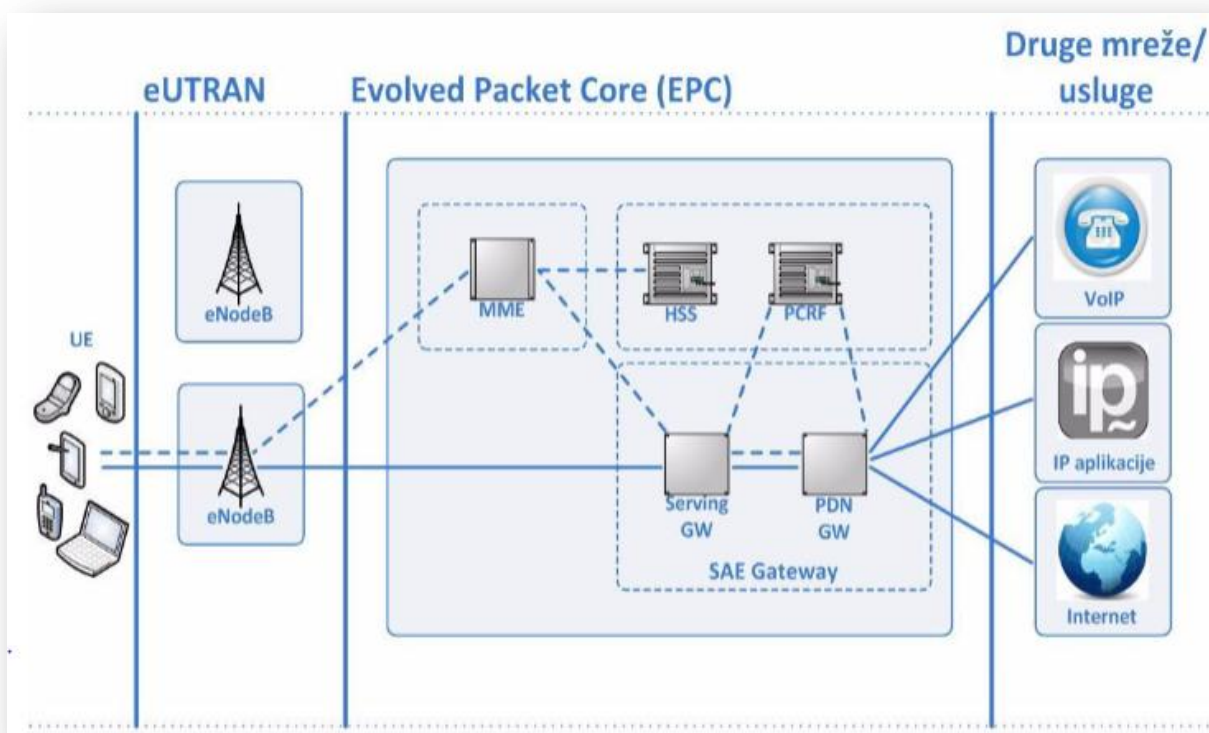 eUTRAN
Evolved Packet Core (EPC)
Druge mreže/
usluge
UE
eNodeB
eNodeB
MME
HSS
PCRF
Serving
GW
PDN
GW
SAE Gateway
VoIP
ip
IP aplikacije
Internet